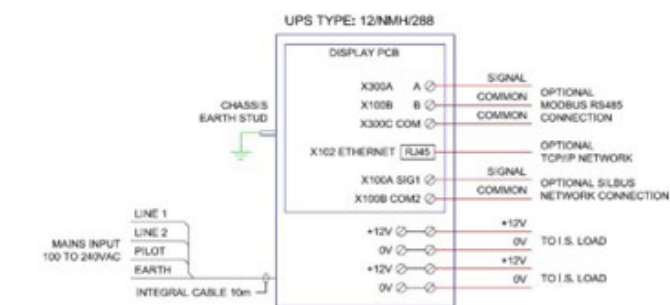 UPS TYPE: 12/NMH/288
DISPLAY PCB
X300A A
X100B B
X300C COM
SIGNAL
COMMON
COMMON
OPTIONAL
MODBUS RS485
CONNECTION
CHASSIS
EARTH STUD
X102 ETHERNET RJ45
OPTIONAL
TCP/IP NETWORK
X100A SIG1
X100B COM2
SIGNAL
COMMON
OPTIONAL SILBUS
NETWORK CONNECTION
LINE 1
LINE 2
PILOT
EARTH
MAINS INPUT
100 TO 240VAC
INTEGRAL CABLE 10m
+12V
0V
+12V
0V
+12V
0V
TO I.S. LOAD
+12V
0V
TO I.S. LOAD